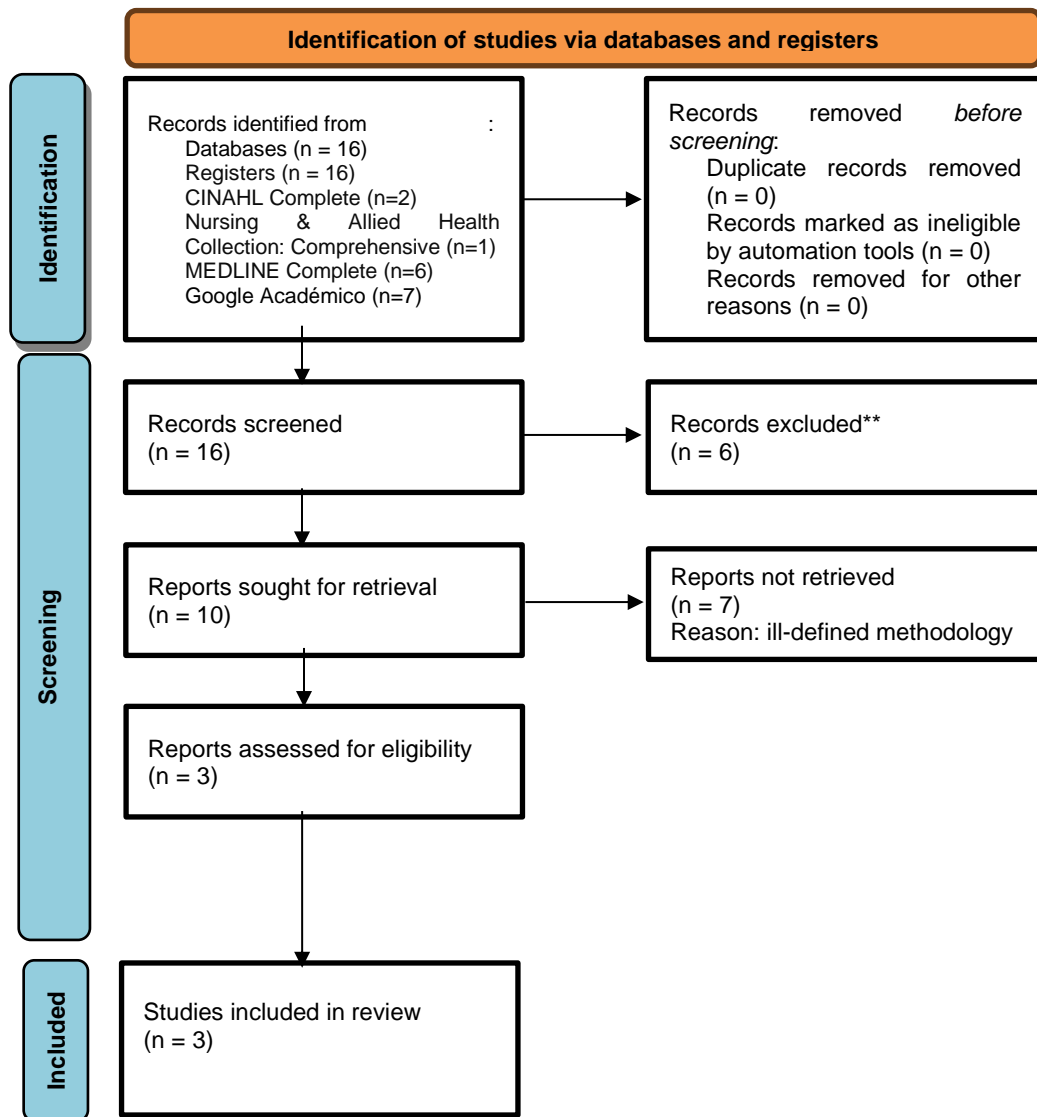 Identification of studies via databases and registers
Identification
Records identified from :
Databases (n = 16)
Registers (n = 16)
CINAHL Complete (n=2)
Nursing & Allied Health
Collection: Comprehensive (n=1)
MEDLINE Complete (n=6)
Google Académico (n=7)
Records removed before
screening:
Duplicate records removed
(n = 0)
Records marked as ineligible
by automation tools (n = 0)
Records removed for other
reasons (n = 0)
Screening
Records screened
(n = 16)
Records excluded**
(n = 6)
Reports sought for retrieval
(n = 10)
Reports not retrieved
(n = 7)
Reason: ill-defined methodology
Reports assessed for eligibility
(n = 3)
Included
Studies included in review
(n = 3)